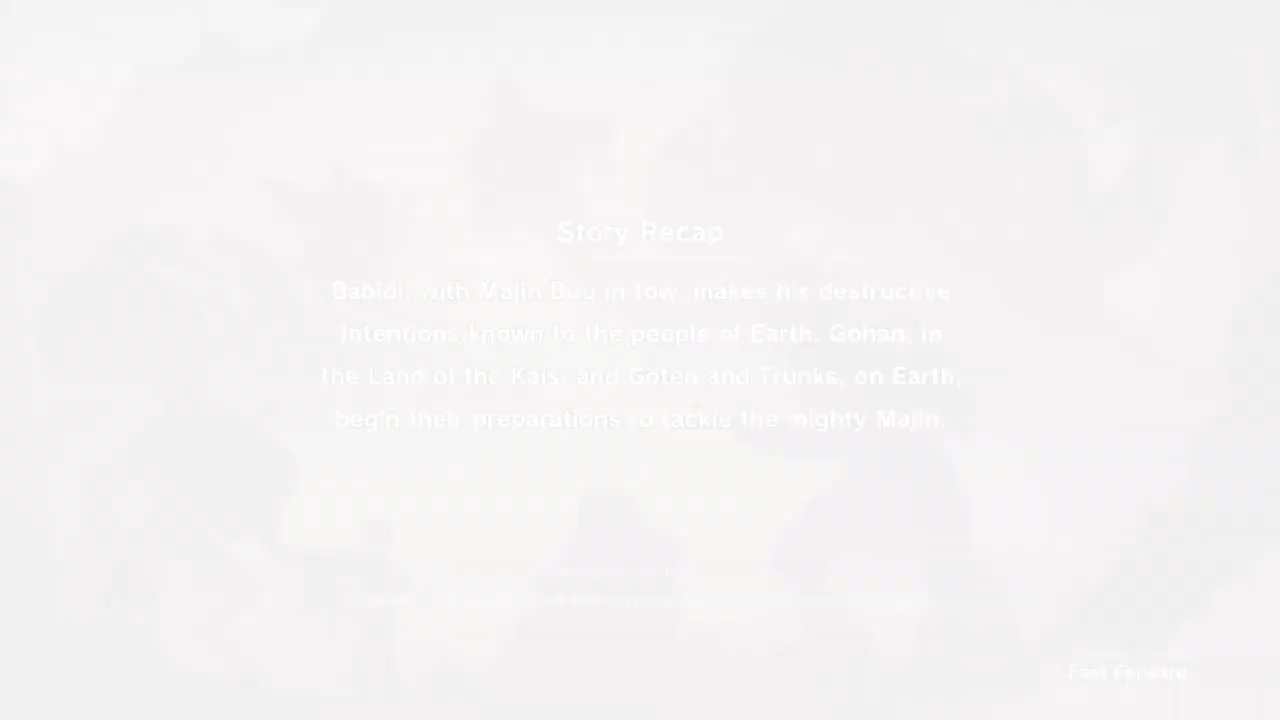 Story Recap
Babidi, with Majin Buu in tow, makes his destructive
intentions known to the people of Earth. Gohan, in
the Land of the Kais, and Goten and Trunks, on Earth,
begin their preparations to tackle the mighty Majin.
Fast Forward